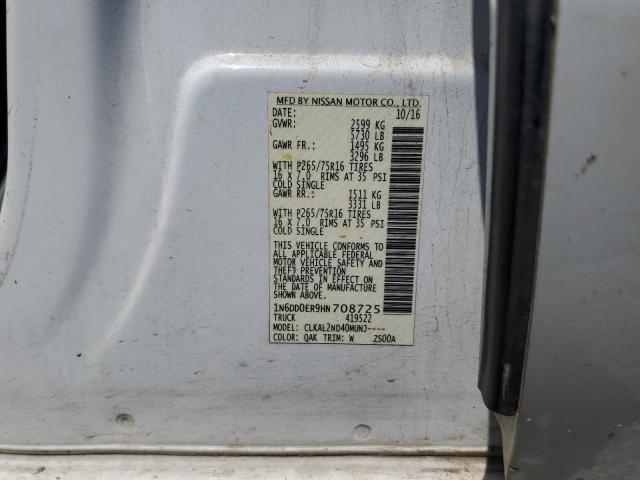 MFD BY NISSAN MOTOR CO., LTD.
DATE: 10/16
GVWR: 2599 KG
5730 LB
GAWR FR.: 1495 KG
3296 LB
WITH P265/75R16 TIRES
16 X 7.0 RIMS AT 35 PSI
COLD SINGLE
GAWR RR.: 1511 KG
3331 LB
WITH P265/75R16 TIRES
16 X 7.0 RIMS AT 35 PSI
COLD SINGLE
THIS VEHICLE CONFORMS TO
ALL APPLICABLE FEDERAL
MOTOR VEHICLE SAFETY AND
THEFT PREVENTION
STANDARDS IN EFFECT ON
THE DATE OF MANUFACTURE
SHOWN ABOVE.
1N6DD0ER9HN708725
TRUCK 419522
MODEL: CLKAL2ND40MUNJ----
COLOR: QAK TRIM: W 2S00A